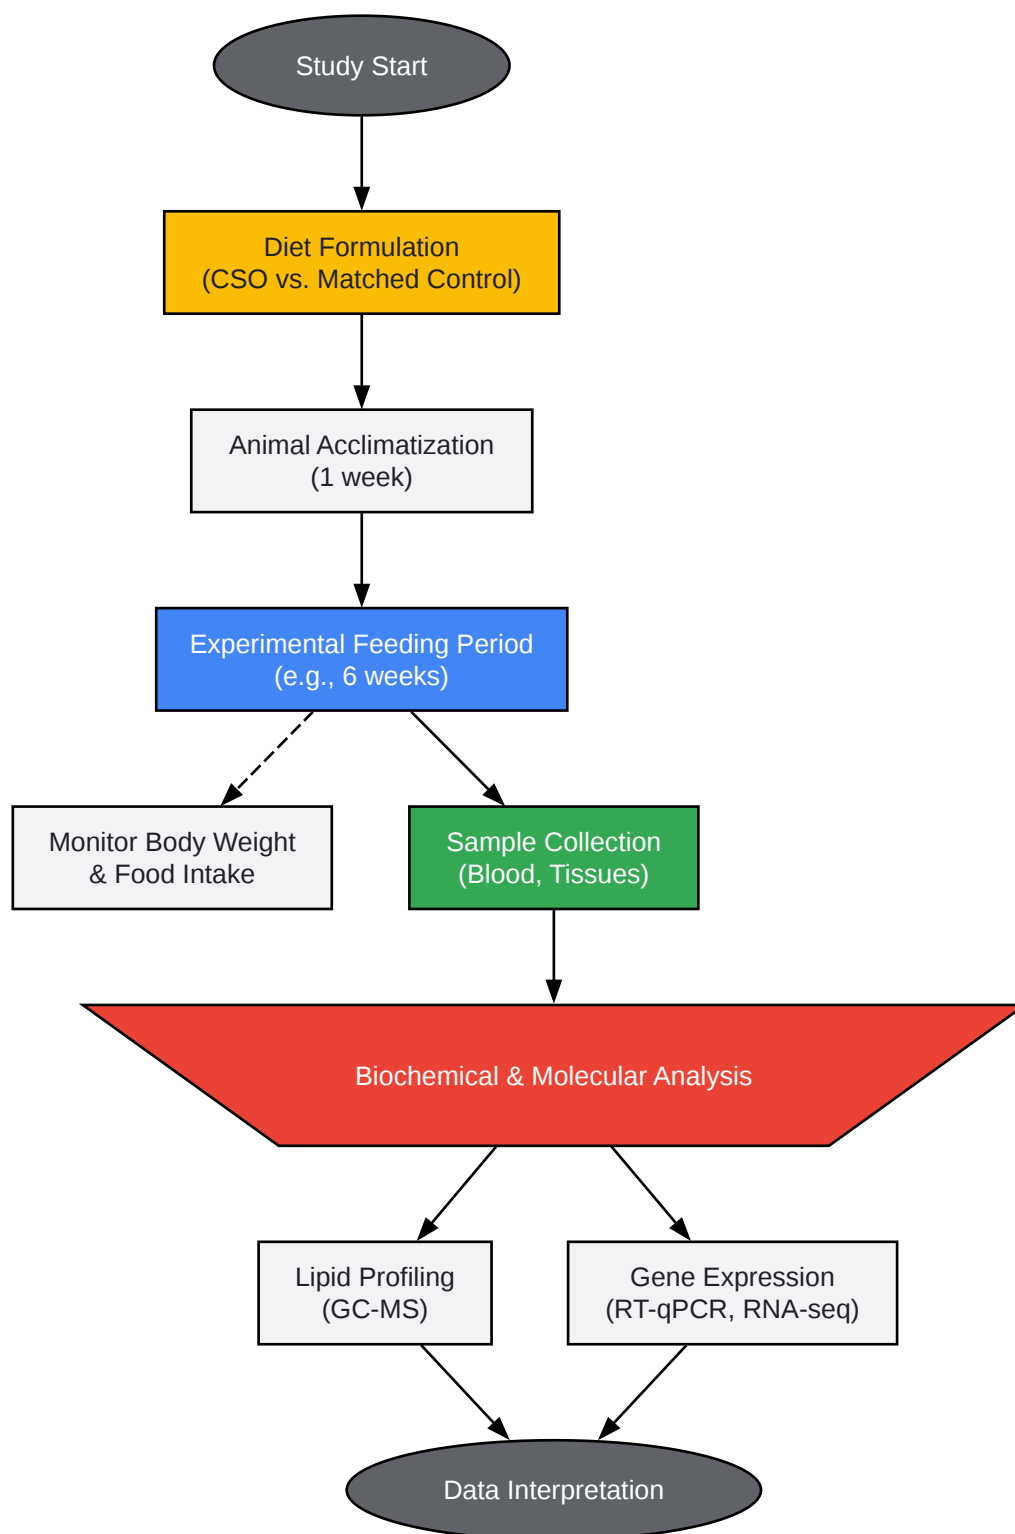 Study Start
Diet Formulation
(CSO vs. Matched Control)
Animal Acclimatization
(1 week)
Experimental Feeding Period
(e.g., 6 weeks)
Monitor Body Weight
& Food Intake
Sample Collection
(Blood, Tissues)
Biochemical & Molecular Analysis
Lipid Profiling
(GC-MS)
Gene Expression
(RT-qPCR, RNA-seq)
Data Interpretation